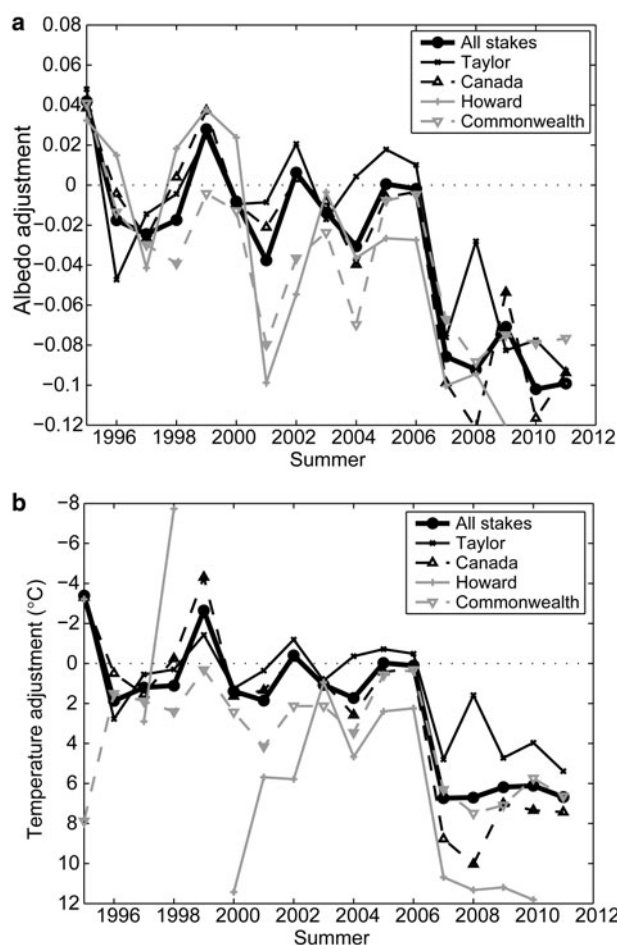 a
0.08
0.06
0.04
0.02
0
−0.02
−0.04
−0.06
−0.08
−0.1
−0.12
Albedo adjustment
All stakes
Taylor
Canada
Howard
Commonwealth
1996 1998 2000 2002 2004 2006 2008 2010 2012
Summer
b
−8
−6
−4
−2
0
2
4
6
8
10
12
Temperature adjustment (°C)
All stakes
Taylor
Canada
Howard
Commonwealth
1996 1998 2000 2002 2004 2006 2008 2010 2012
Summer